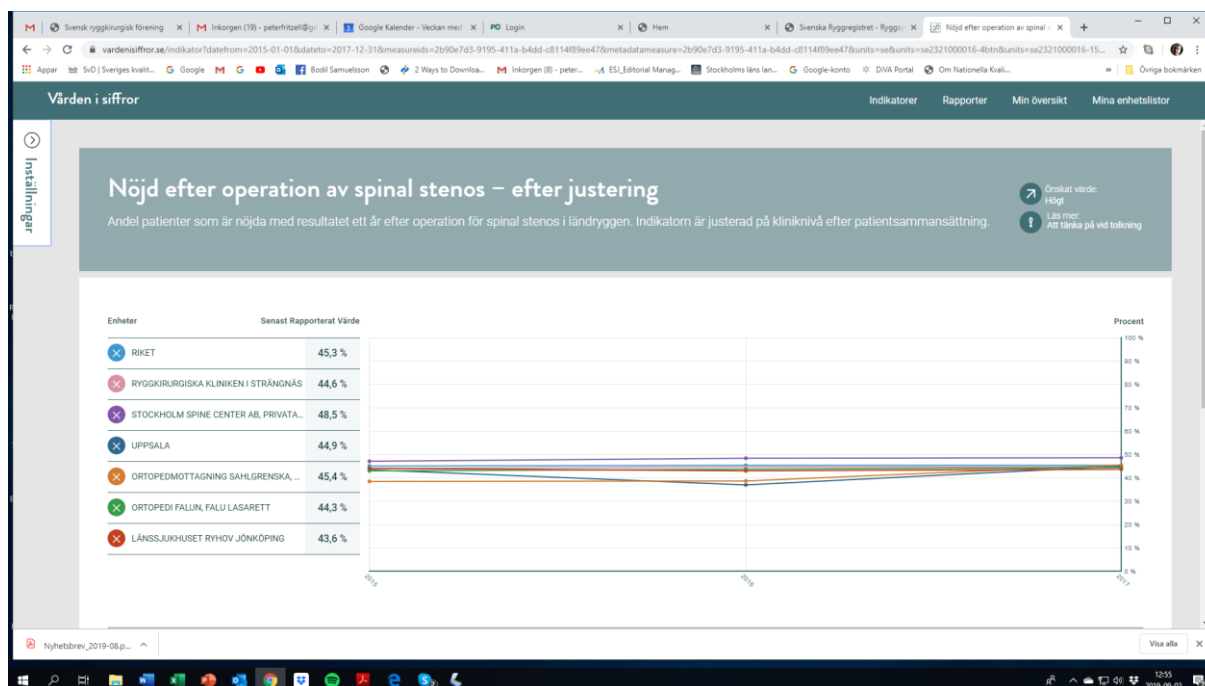 Svensk ryggkirurgisk förening
Inkorgen (19) - peterfritzell@gm
Google Kalender - Veckan med
PO Login
Hem
Svenska Ryggregistret - Ryggs
Nöjd efter operation av spinal s
vardenisiffror.se/indikator?datefrom=2015-01-01&dateto=2017-12-31&measureids=2b90e7d3-9195-411a-b4dd-c8114f89ee47&metadatameasure=2b90e7d3-9195-411a-b4dd-c8114f89ee47&units=se&units=se2321000016-4btn&units=se2321000016-15...
Appar
SvD | Sveriges kvalit...
Google
Bodil Samuelsson
2 Ways to Downloa...
Inkorgen (8) - peter...
ESJ_Editorial Manag...
Stockholms läns lan...
Google-konto
DiVA Portal
Om Nationella Kvali...
»
Övriga bokmärken
Vården i siffror
Indikatorer
Rapporter
Min översikt
Mina enhetslistor
Inställningar
Nöjd efter operation av spinal stenos – efter justering
Andel patienter som är nöjda med resultatet ett år efter operation för spinal stenos i ländryggen. Indikatorn är justerad på kliniknivå efter patientsammansättning.
Önskat värde:
Högt
Läs mer:
Att tänka på vid tolkning
Enheter Senast Rapporterat Värde
Procent
RIKET 45,3 %
RYGGKIRURGISKA KLINIKEN I STRÄNGNÄS 44,6 %
STOCKHOLM SPINE CENTER AB, PRIVATA... 48,5 %
UPPSALA 44,9 %
ORTOPEDMOTTAGNING SAHLGRENSKA, ... 45,4 %
ORTOPEDI FALUN, FALU LASARETT 44,3 %
LÄNSSJUKHUSET RYHOV JÖNKÖPING 43,6 %
100 %
90 %
80 %
70 %
60 %
50 %
40 %
30 %
20 %
10 %
0 %
2015
2016
2017
Nyhetsbrev_2019-08.p...
Visa alla
12:55
2019-09-02